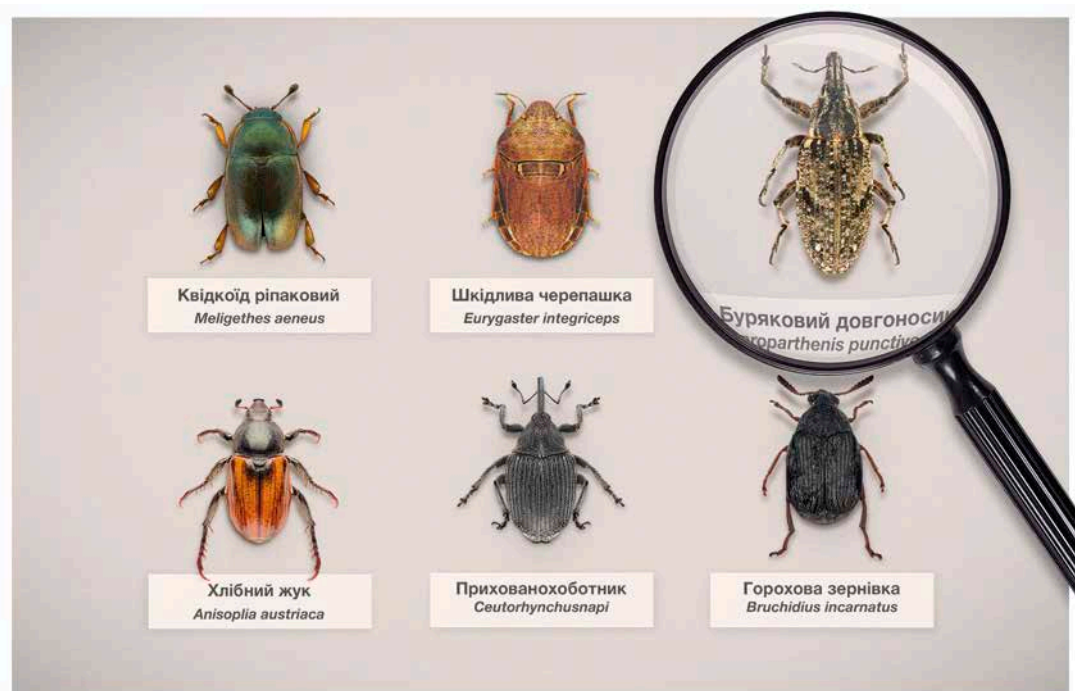 Квідкоїд ріпаковий
Meligethes aeneus
Шкідлива черепашка
Eurygaster integriceps
Буряковий
punctive
Хлібний жук
Anisoplia austriaca
Прихованохоботник
Ceutorhynchusnapi
Горохова зернівка
Bruchidius incarnatus